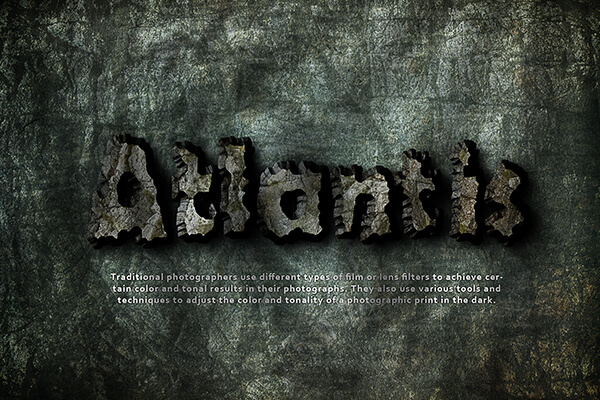 Atlantis
Traditional photographers use different types of film or lens filters to achieve cer-
tain color and tonal results in their photographs. They also use various tools and
techniques to adjust the color and tonality of a photographic print in the dark.